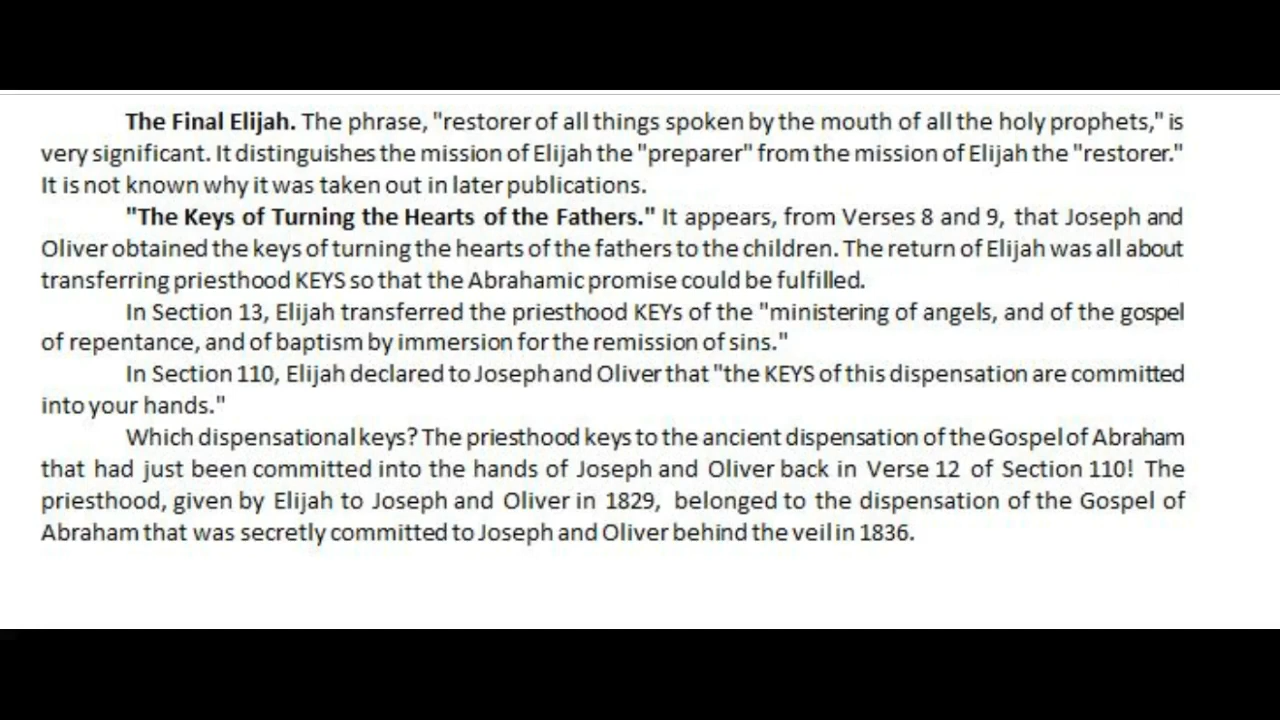 The Final Elijah. The phrase, "restorer of all things spoken by the mouth of all the holy prophets," is
very significant. It distinguishes the mission of Elijah the "preparer" from the mission of Elijah the "restorer."
It is not known why it was taken out in later publications.
"The Keys of Turning the Hearts of the Fathers." It appears, from Verses 8 and 9, that Joseph and
Oliver obtained the keys of turning the hearts of the fathers to the children. The return of Elijah was all about
transferring priesthood KEYS so that the Abrahamic promise could be fulfilled.
In Section 13, Elijah transferred the priesthood KEYs of the "ministering of angels, and of the gospel
of repentance, and of baptism by immersion for the remission of sins."
In Section 110, Elijah declared to Joseph and Oliver that "the KEYS of this dispensation are committed
into your hands."
Which dispensational keys? The priesthood keys to the ancient dispensation of the Gospel of Abraham
that had just been committed into the hands of Joseph and Oliver back in Verse 12 of Section 110! The
priesthood, given by Elijah to Joseph and Oliver in 1829, belonged to the dispensation of the Gospel of
Abraham that was secretly committed to Joseph and Oliver behind the veil in 1836.